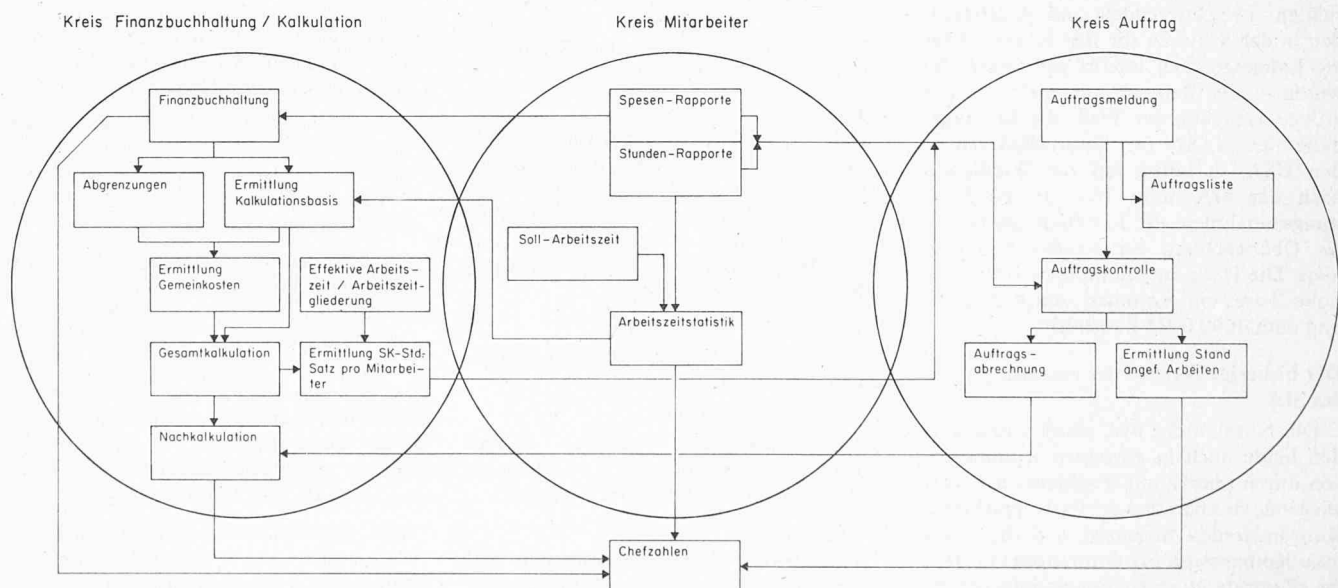 Kreis Finanzbuchhaltung / Kalkulation
Kreis Mitarbeiter
Kreis Auftrag
Finanzbuchhaltung
Abgrenzungen
Ermittlung
Kalkulationsbasis
Ermittlung
Gemeinkosten
Effektive Arbeits-
zeit / Arbeitszeit-
gliederung
Gesamtkalkulation
Ermittlung SK-Std.-
Satz pro Mitarbei-
ter
Nachkalkulation
Spesen-Rapporte
Stunden-Rapporte
Soll-Arbeitszeit
Arbeitszeitstatistik
Chefzahlen
Auftragsmeldung
Auftragsliste
Auftragskontrolle
Auftrags-
abrechnung
Ermittlung Stand
angef. Arbeiten